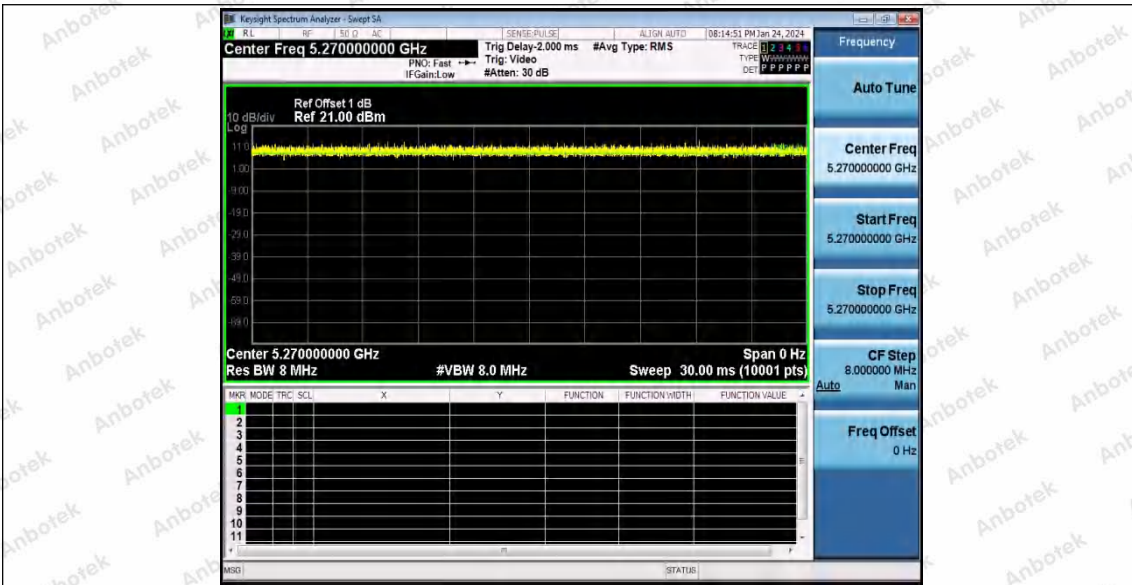 Keysight Spectrum Analyzer - Swept SA
RL RF 50 Ω AC SENSE:PULSE ALIGN AUTO 08:14:51 PM Jan 24, 2024
Center Freq 5.270000000 GHz
PNO: Fast
IFGain:Low
Trig Delay-2.000 ms
Trig: Video
#Atten: 30 dB
#Avg Type: RMS
TRACE 1 2 3 4 5 6
TYPE WWWWWW
DET P P P P P P
Ref Offset 1 dB
10 dB/div Ref 21.00 dBm
Log
11.0
1.00
-9.00
-19.0
-29.0
-39.0
-49.0
-59.0
-69.0
Center 5.270000000 GHz Span 0 Hz
Res BW 8 MHz #VBW 8.0 MHz Sweep 30.00 ms (10001 pts)
MKR MODE TRC SCL X Y FUNCTION FUNCTION WIDTH FUNCTION VALUE
1
2
3
4
5
6
7
8
9
10
11
MSG STATUS
Frequency
Auto Tune
Center Freq
5.270000000 GHz
Start Freq
5.270000000 GHz
Stop Freq
5.270000000 GHz
CF Step
8.000000 MHz
Auto Man
Freq Offset
0 Hz
Anbotek